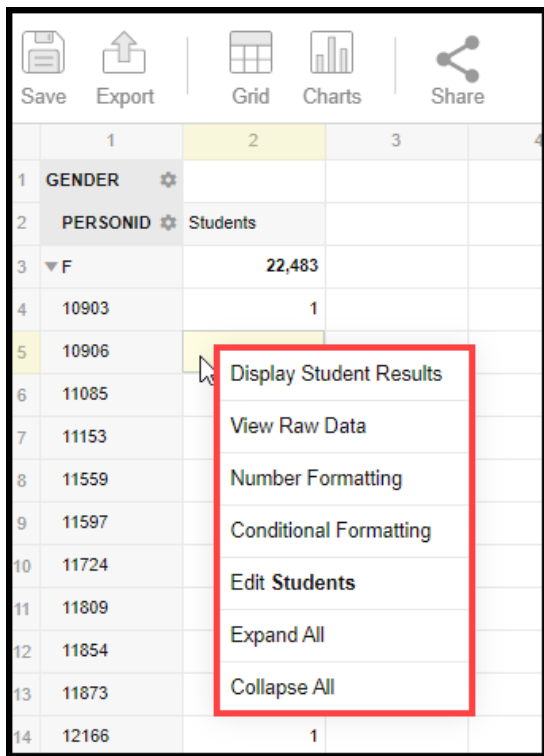 Save Export Grid Charts Share
1 2 3 4
1 GENDER
2 PERSONID Students
3 F 22,483
4 10903 1
5 10906
6 11085
7 11153
8 11559
9 11597
10 11724
11 11809
12 11854
13 11873
14 12166 1
Display Student Results
View Raw Data
Number Formatting
Conditional Formatting
Edit Students
Expand All
Collapse All